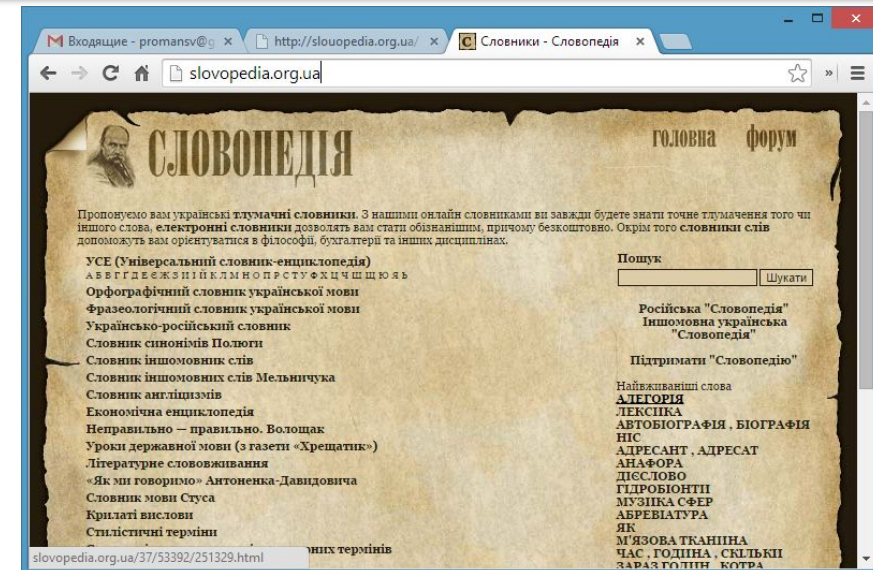 Входящие - promansv@g
http://slouopedia.org.ua/
Словники - Словопедія
slovopedia.org.ua
СЛОВОПЕДІЯ
головна форум
Пропонуємо вам українські тлумачні словники. З нашими онлайн словниками ви завжди будете знати точне тлумачення того чи
іншого слова, електронні словники дозволять вам стати обізнанішим, причому безкоштовно. Окрім того словники слів
допоможуть вам орієнтуватися в філософії, бухгалтерії та інших дисциплінах.
УСЕ (Універсальний словник-енциклопедія)
А Б В Г Ґ Д Е Є Ж З И І Ї Й К Л М Н О П Р С Т У Ф Х Ц Ч Ш Щ Ю Я Ь
Орфографічний словник української мови
Фразеологічний словник української мови
Українсько-російський словник
Словник синонімів Полюги
Словник іншомовник слів
Словник іншомовних слів Мельничука
Словник англіцизмів
Економічна енциклопедія
Неправильно — правильно. Волощак
Уроки державної мови (з газети «Хрещатик»)
Літературне слововживання
«Як ми говоримо» Антоненка-Давидовича
Словник мови Стуса
Крилаті вислови
Стилістичні терміни
рних термінів
slovopedia.org.ua/37/53392/251329.html
Пошук
Шукати
Російська "Словопедія"
Іншомовна українська
"Словопедія"
Підтримати "Словопедію"
Найвживаніші слова
АЛЕГОРІЯ
ЛЕКСИКА
АВТОБІОГРАФІЯ , БІОГРАФІЯ
НІС
АДРЕСАНТ , АДРЕСАТ
АНАФОРА
ДІЄСЛОВО
ГІДРОБІОНТИ
МУЗИКА СФЕР
АБРЕВІАТУРА
ЯК
М'ЯЗОВА ТКАНИНА
ЧАС , ГОДИНА , СКІЛЬКИ
ЗАРАЗ ГОДИН , КОТРА